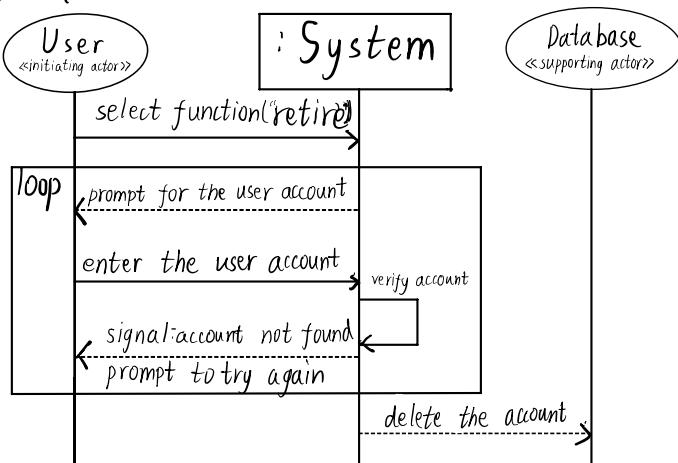 User
«initiating actor»
: System
Database
«supporting actor»
select function("retire")
loop
prompt for the user account
enter the user account
verify account
signal:account not found
prompt to try again
delete the account